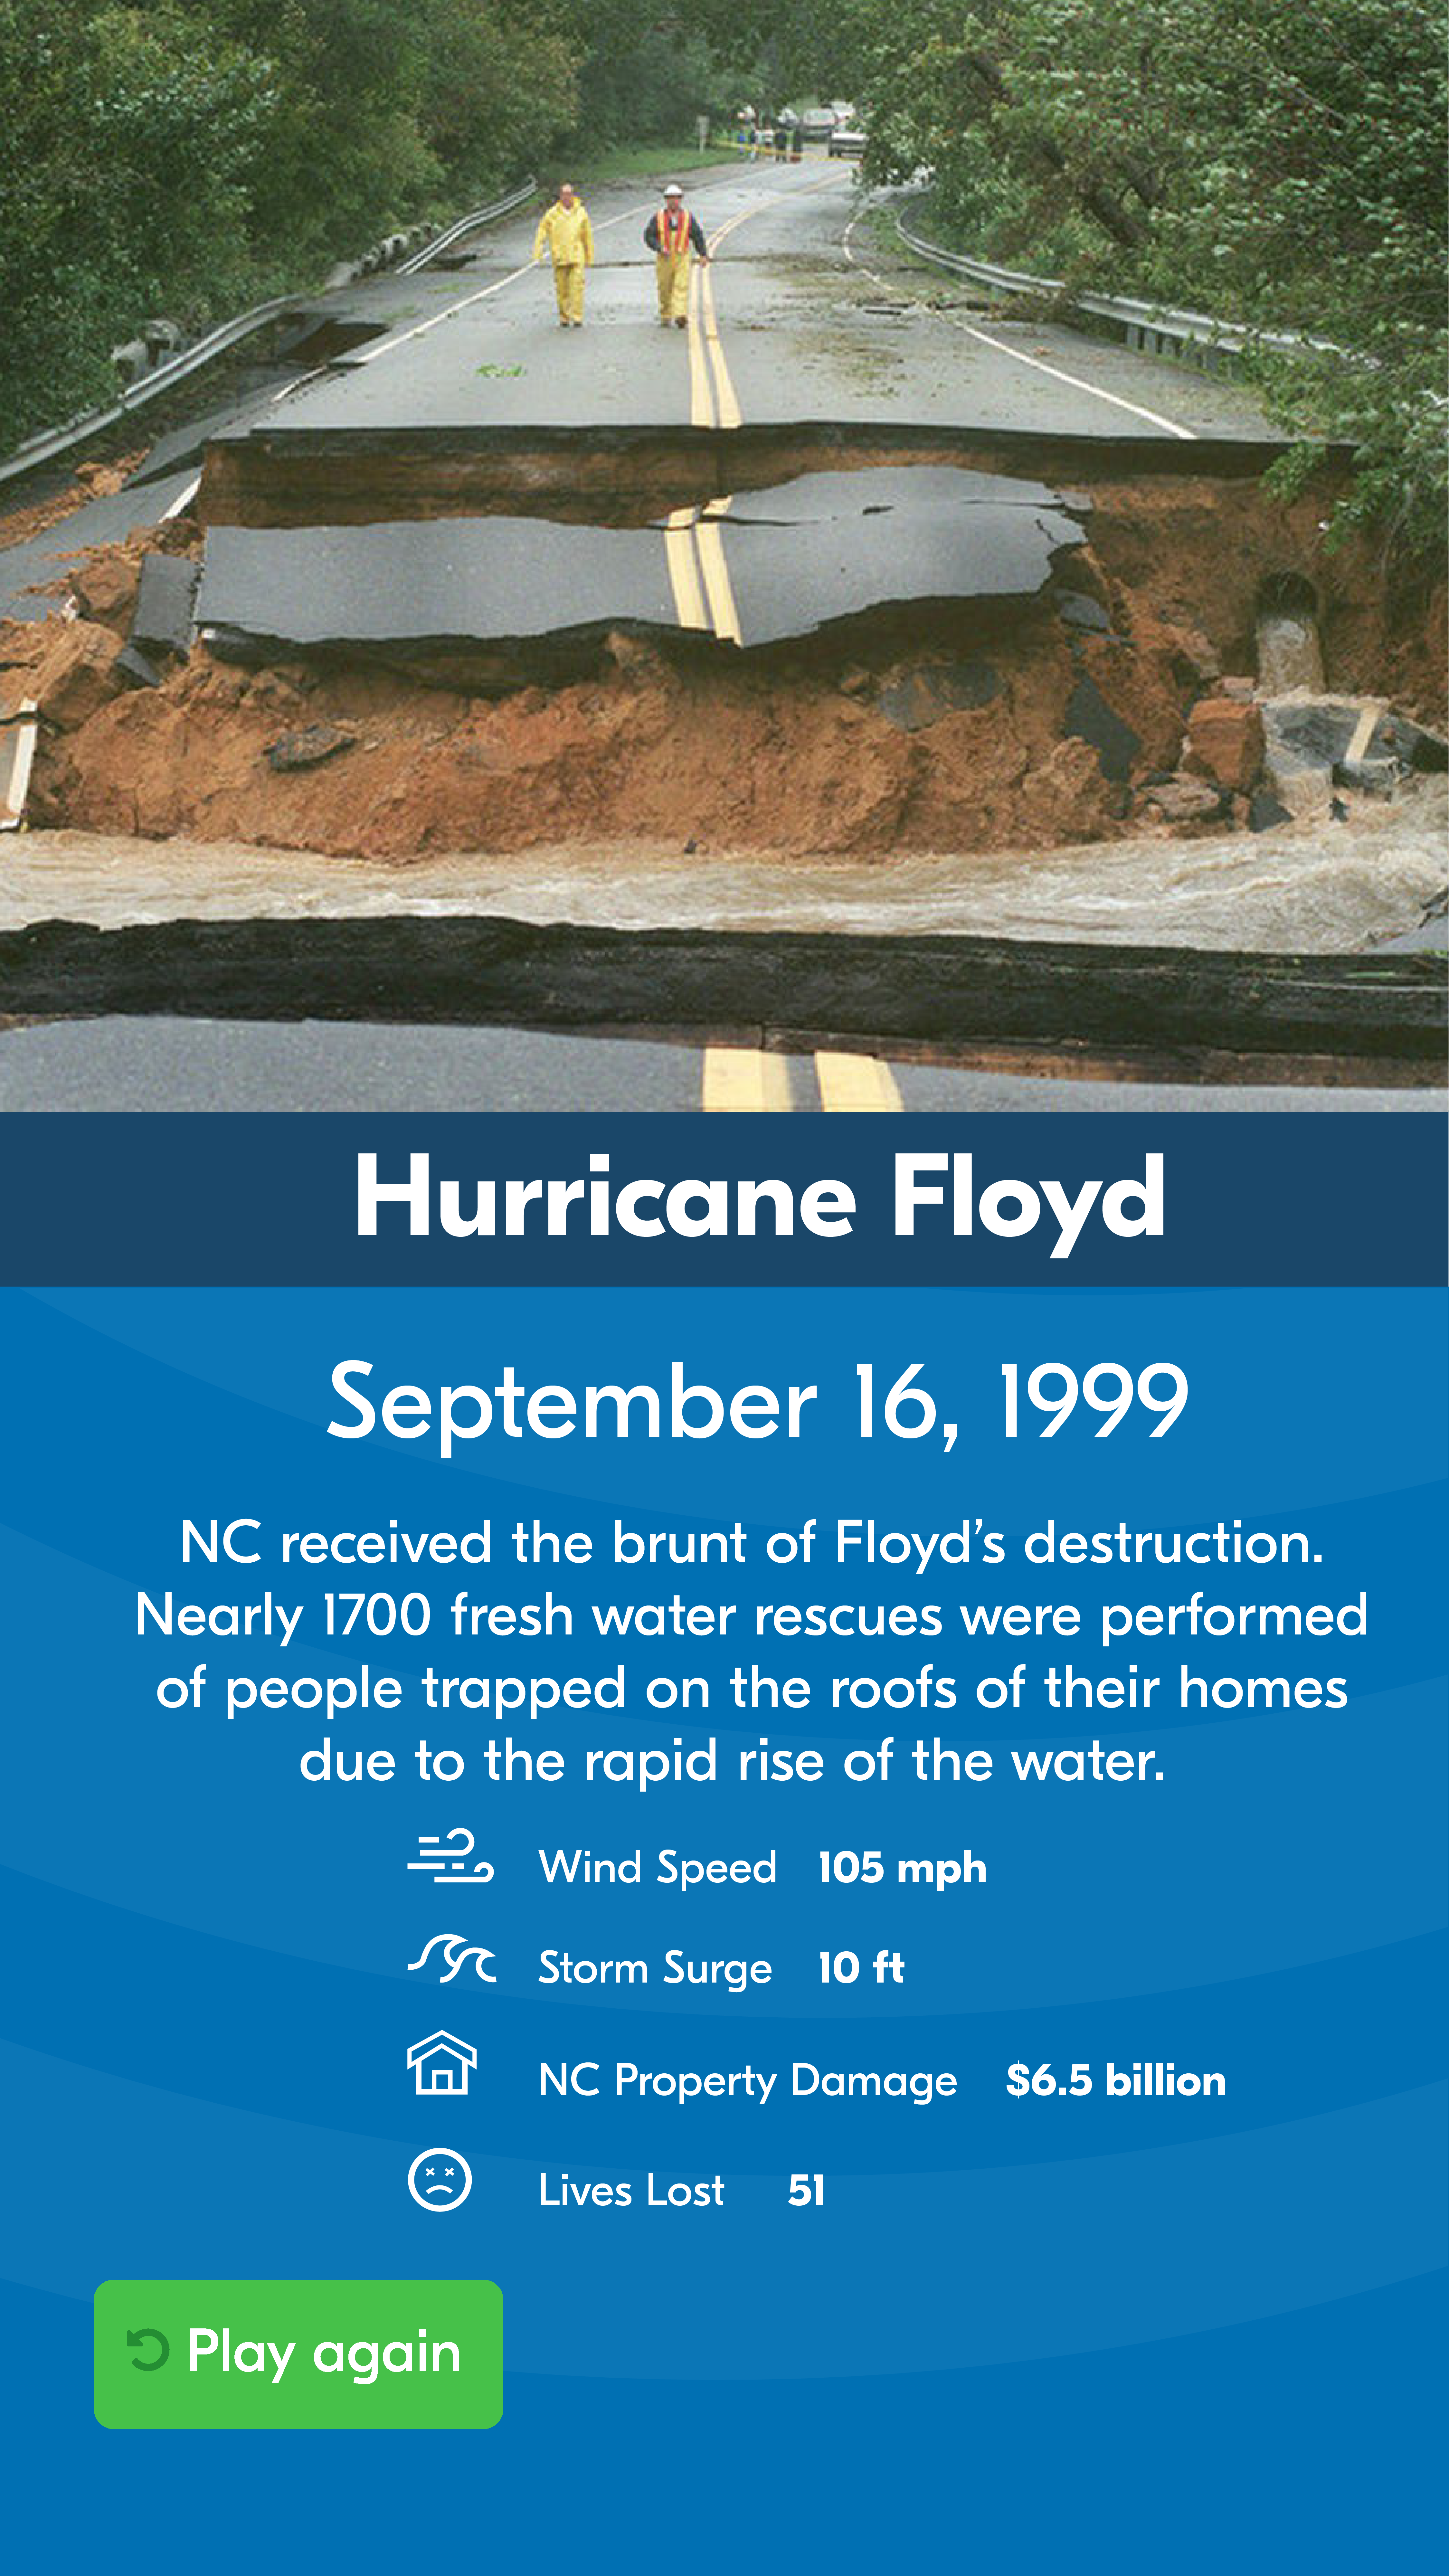 Hurricane Floyd
September 16, 1999
NC received the brunt of Floyd’s destruction.
Nearly 1700 fresh water rescues were performed
of people trapped on the roofs of their homes
due to the rapid rise of the water.
Wind Speed 105 mph
Storm Surge 10 ft
NC Property Damage $6.5 billion
Lives Lost 51
Play again